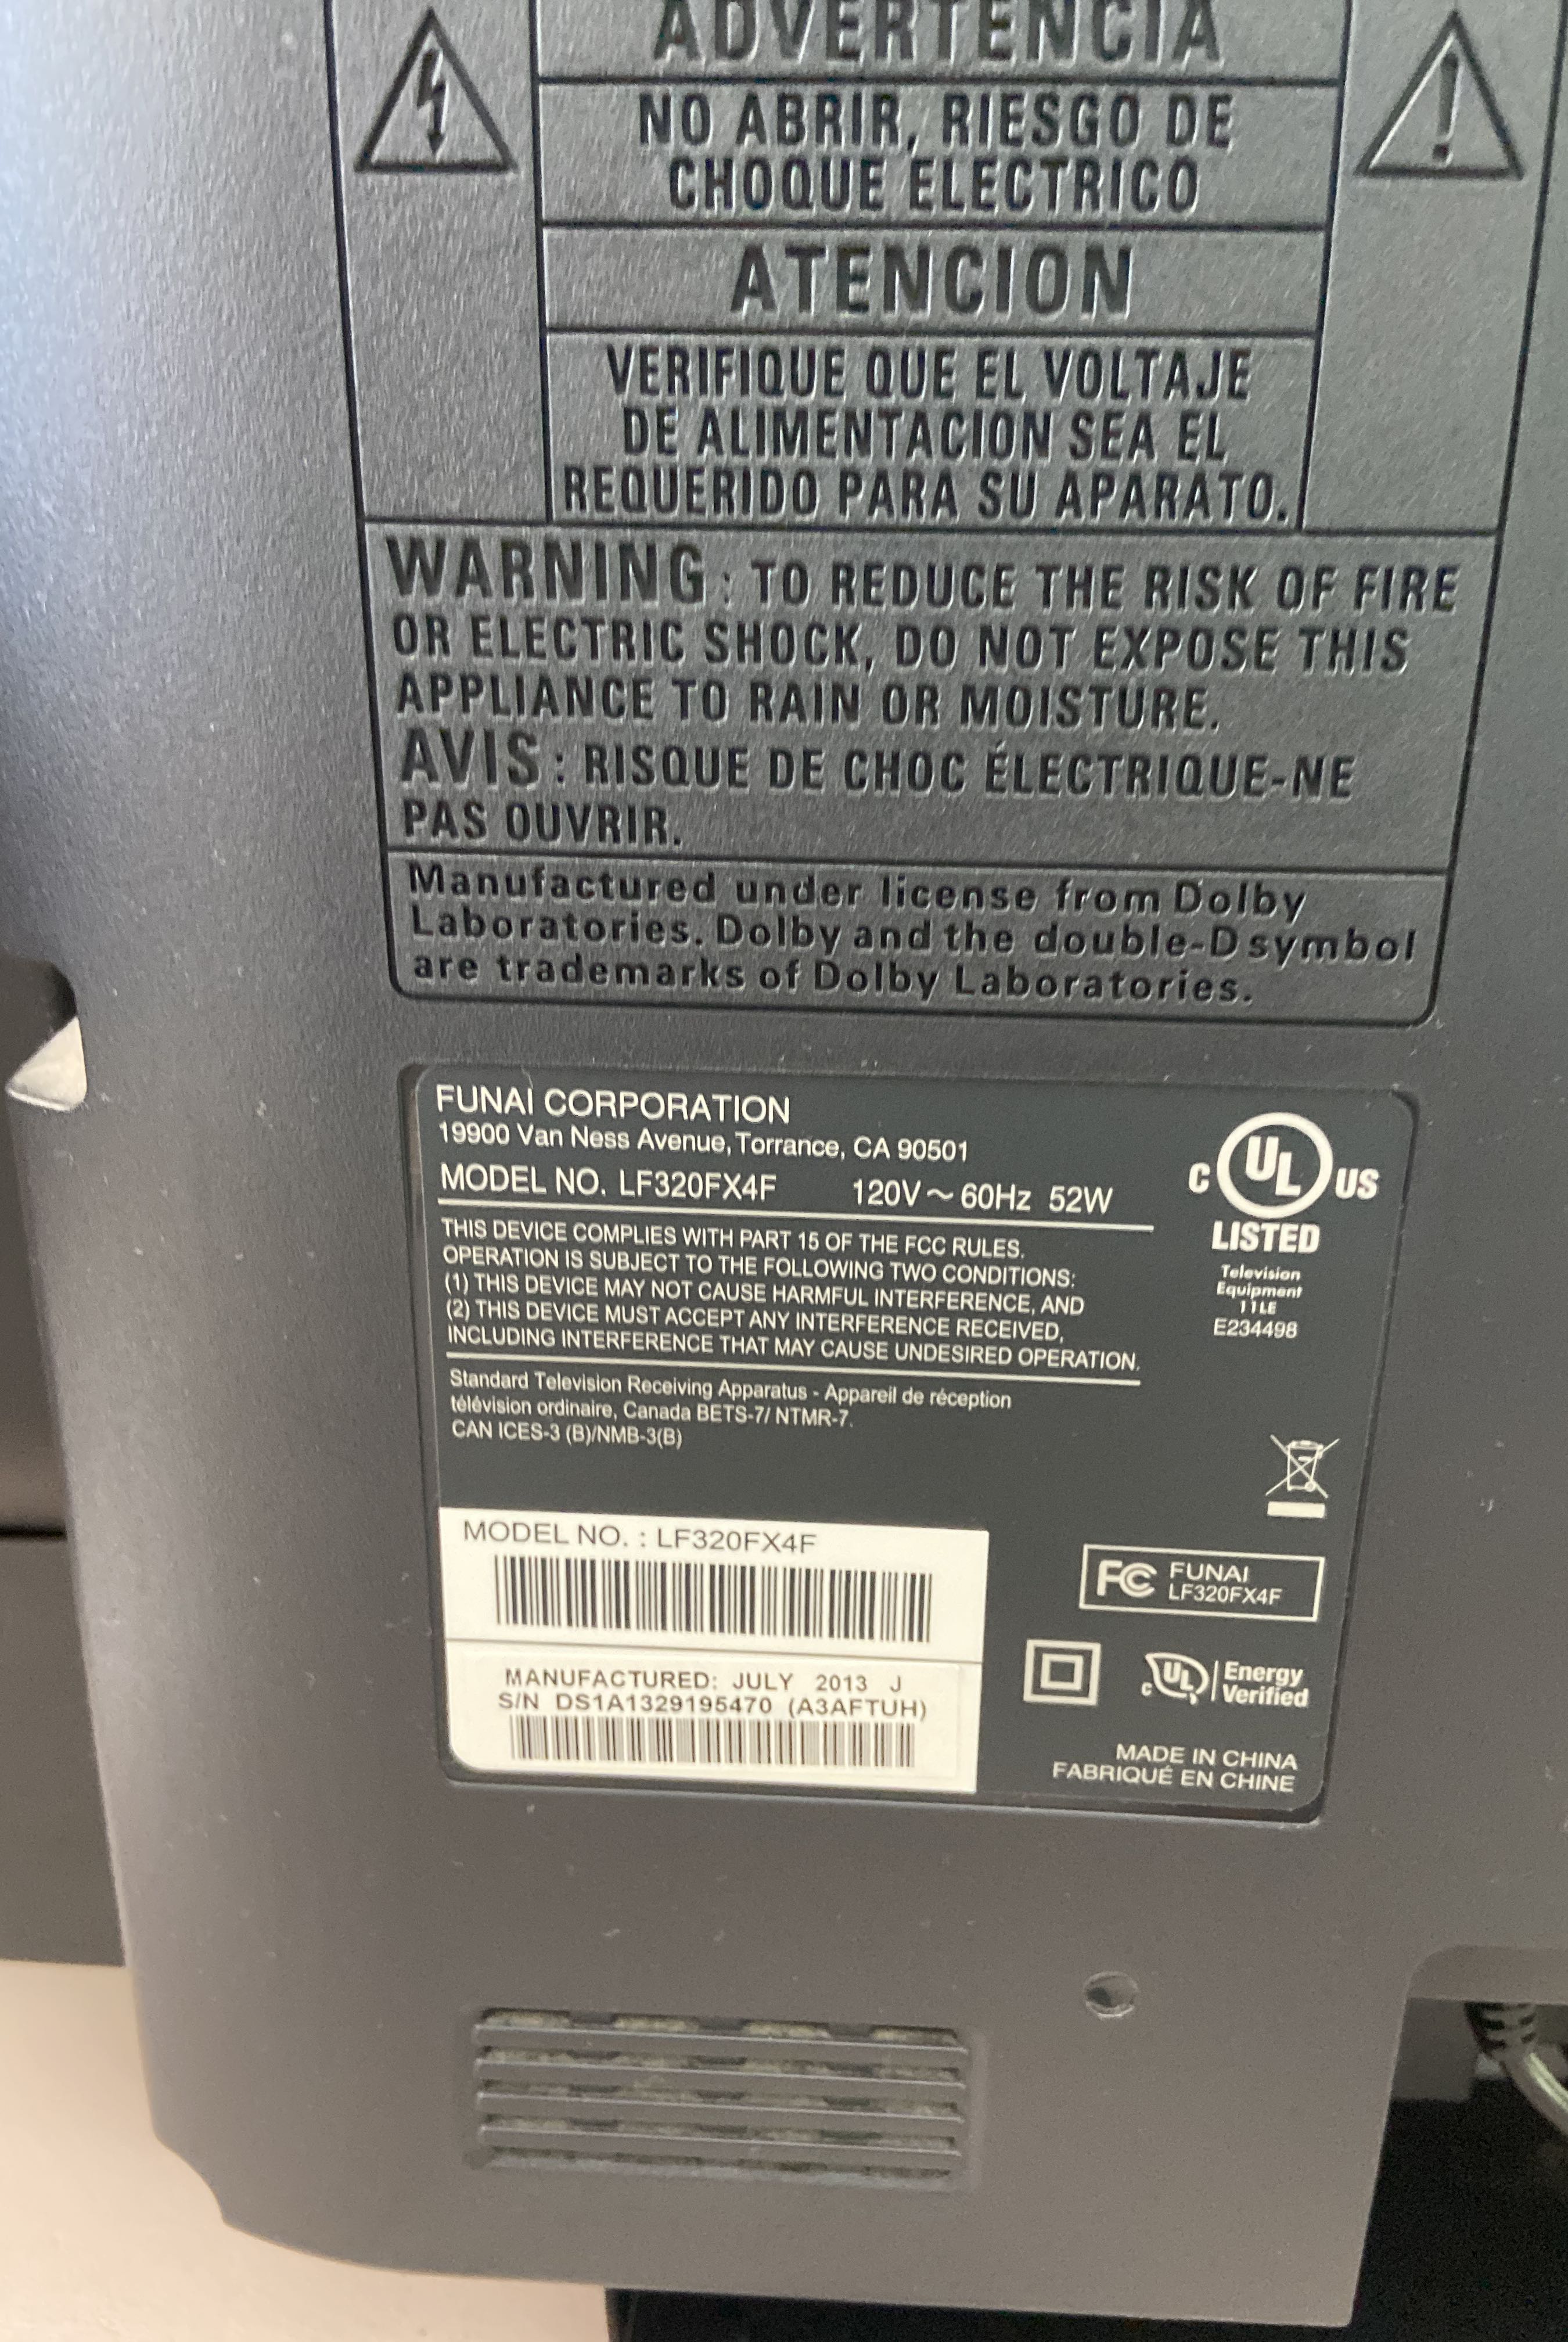 ADVERTENCIA
NO ABRIR, RIESGO DE
CHOQUE ELECTRICO
ATENCION
VERIFIQUE QUE EL VOLTAJE
DE ALIMENTACION SEA EL
REQUERIDO PARA SU APARATO.
WARNING : TO REDUCE THE RISK OF FIRE
OR ELECTRIC SHOCK, DO NOT EXPOSE THIS
APPLIANCE TO RAIN OR MOISTURE.
AVIS : RISQUE DE CHOC ÉLECTRIQUE-NE
PAS OUVRIR.
Manufactured under license from Dolby
Laboratories. Dolby and the double-D symbol
are trademarks of Dolby Laboratories.
FUNAI CORPORATION
19900 Van Ness Avenue, Torrance, CA 90501
MODEL NO. LF320FX4F 120V ~ 60Hz 52W
THIS DEVICE COMPLIES WITH PART 15 OF THE FCC RULES.
OPERATION IS SUBJECT TO THE FOLLOWING TWO CONDITIONS:
(1) THIS DEVICE MAY NOT CAUSE HARMFUL INTERFERENCE, AND
(2) THIS DEVICE MUST ACCEPT ANY INTERFERENCE RECEIVED,
INCLUDING INTERFERENCE THAT MAY CAUSE UNDESIRED OPERATION.
Standard Television Receiving Apparatus - Appareil de réception
télévision ordinaire, Canada BETS-7/ NTMR-7.
CAN ICES-3 (B)/NMB-3(B)
C UL US
LISTED
Television
Equipment
11LE
E234498
MODEL NO. : LF320FX4F
MANUFACTURED: JULY 2013 J
S/N DS1A1329195470 (A3AFTUH)
FC FUNAI
LF320FX4F
c UL Energy
Verified
MADE IN CHINA
FABRIQUÉ EN CHINE